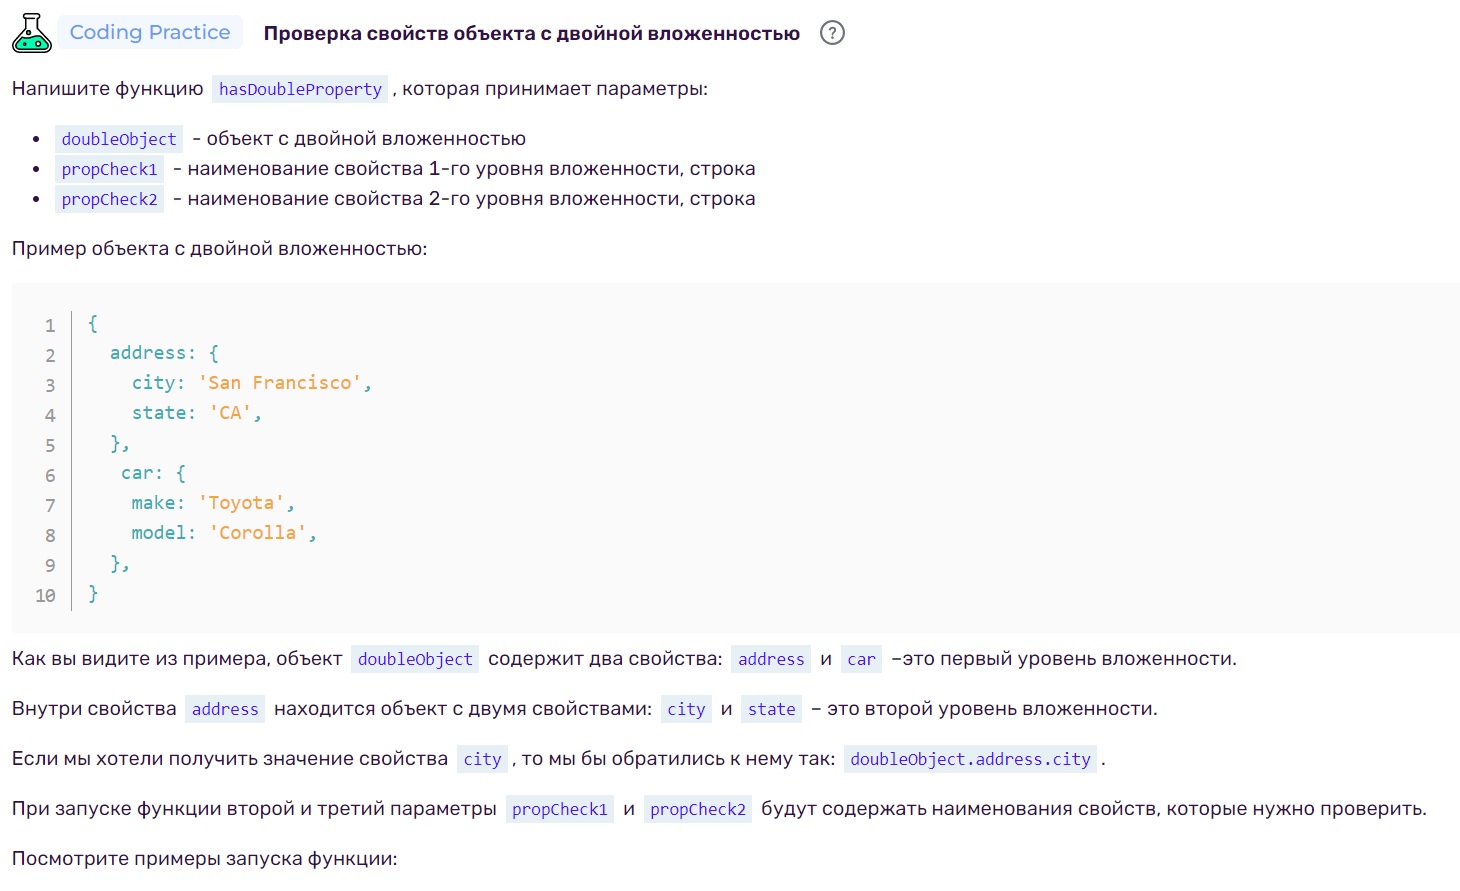 Coding Practice Проверка свойств объекта с двойной вложенностью ?
Напишите функцию hasDoubleProperty , которая принимает параметры:
• doubleObject - объект с двойной вложенностью
• propCheck1 - наименование свойства 1-го уровня вложенности, строка
• propCheck2 - наименование свойства 2-го уровня вложенности, строка
Пример объекта с двойной вложенностью:
1 {
2 address: {
3 city: 'San Francisco',
4 state: 'CA',
5 },
6 car: {
7 make: 'Toyota',
8 model: 'Corolla',
9 },
10 }
Как вы видите из примера, объект doubleObject содержит два свойства: address и car –это первый уровень вложенности.
Внутри свойства address находится объект с двумя свойствами: city и state – это второй уровень вложенности.
Если мы хотели получить значение свойства city , то мы бы обратились к нему так: doubleObject.address.city .
При запуске функции второй и третий параметры propCheck1 и propCheck2 будут содержать наименования свойств, которые нужно проверить.
Посмотрите примеры запуска функции: